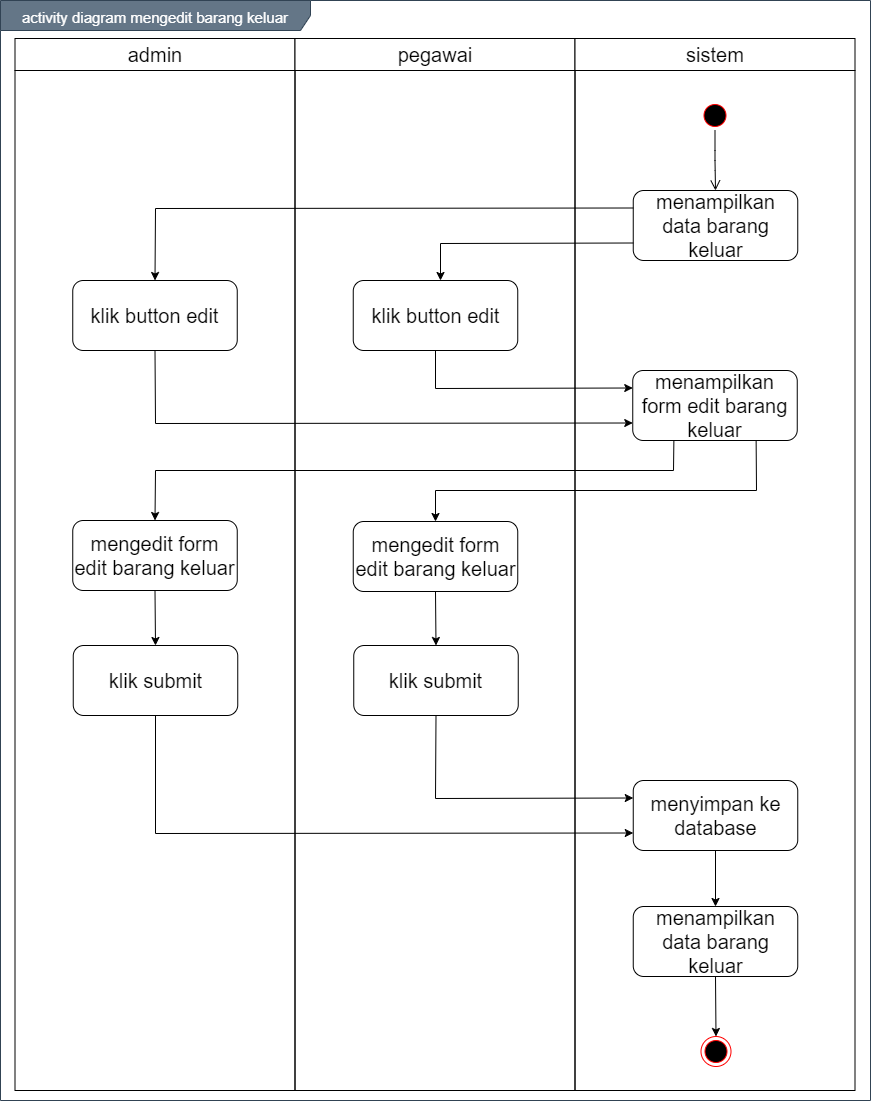 activity diagram mengedit barang keluar
admin
pegawai
sistem
menampilkan
data barang
keluar
klik button edit
klik button edit
menampilkan
form edit barang
keluar
mengedit form
edit barang keluar
mengedit form
edit barang keluar
klik submit
klik submit
menyimpan ke
database
menampilkan
data barang
keluar